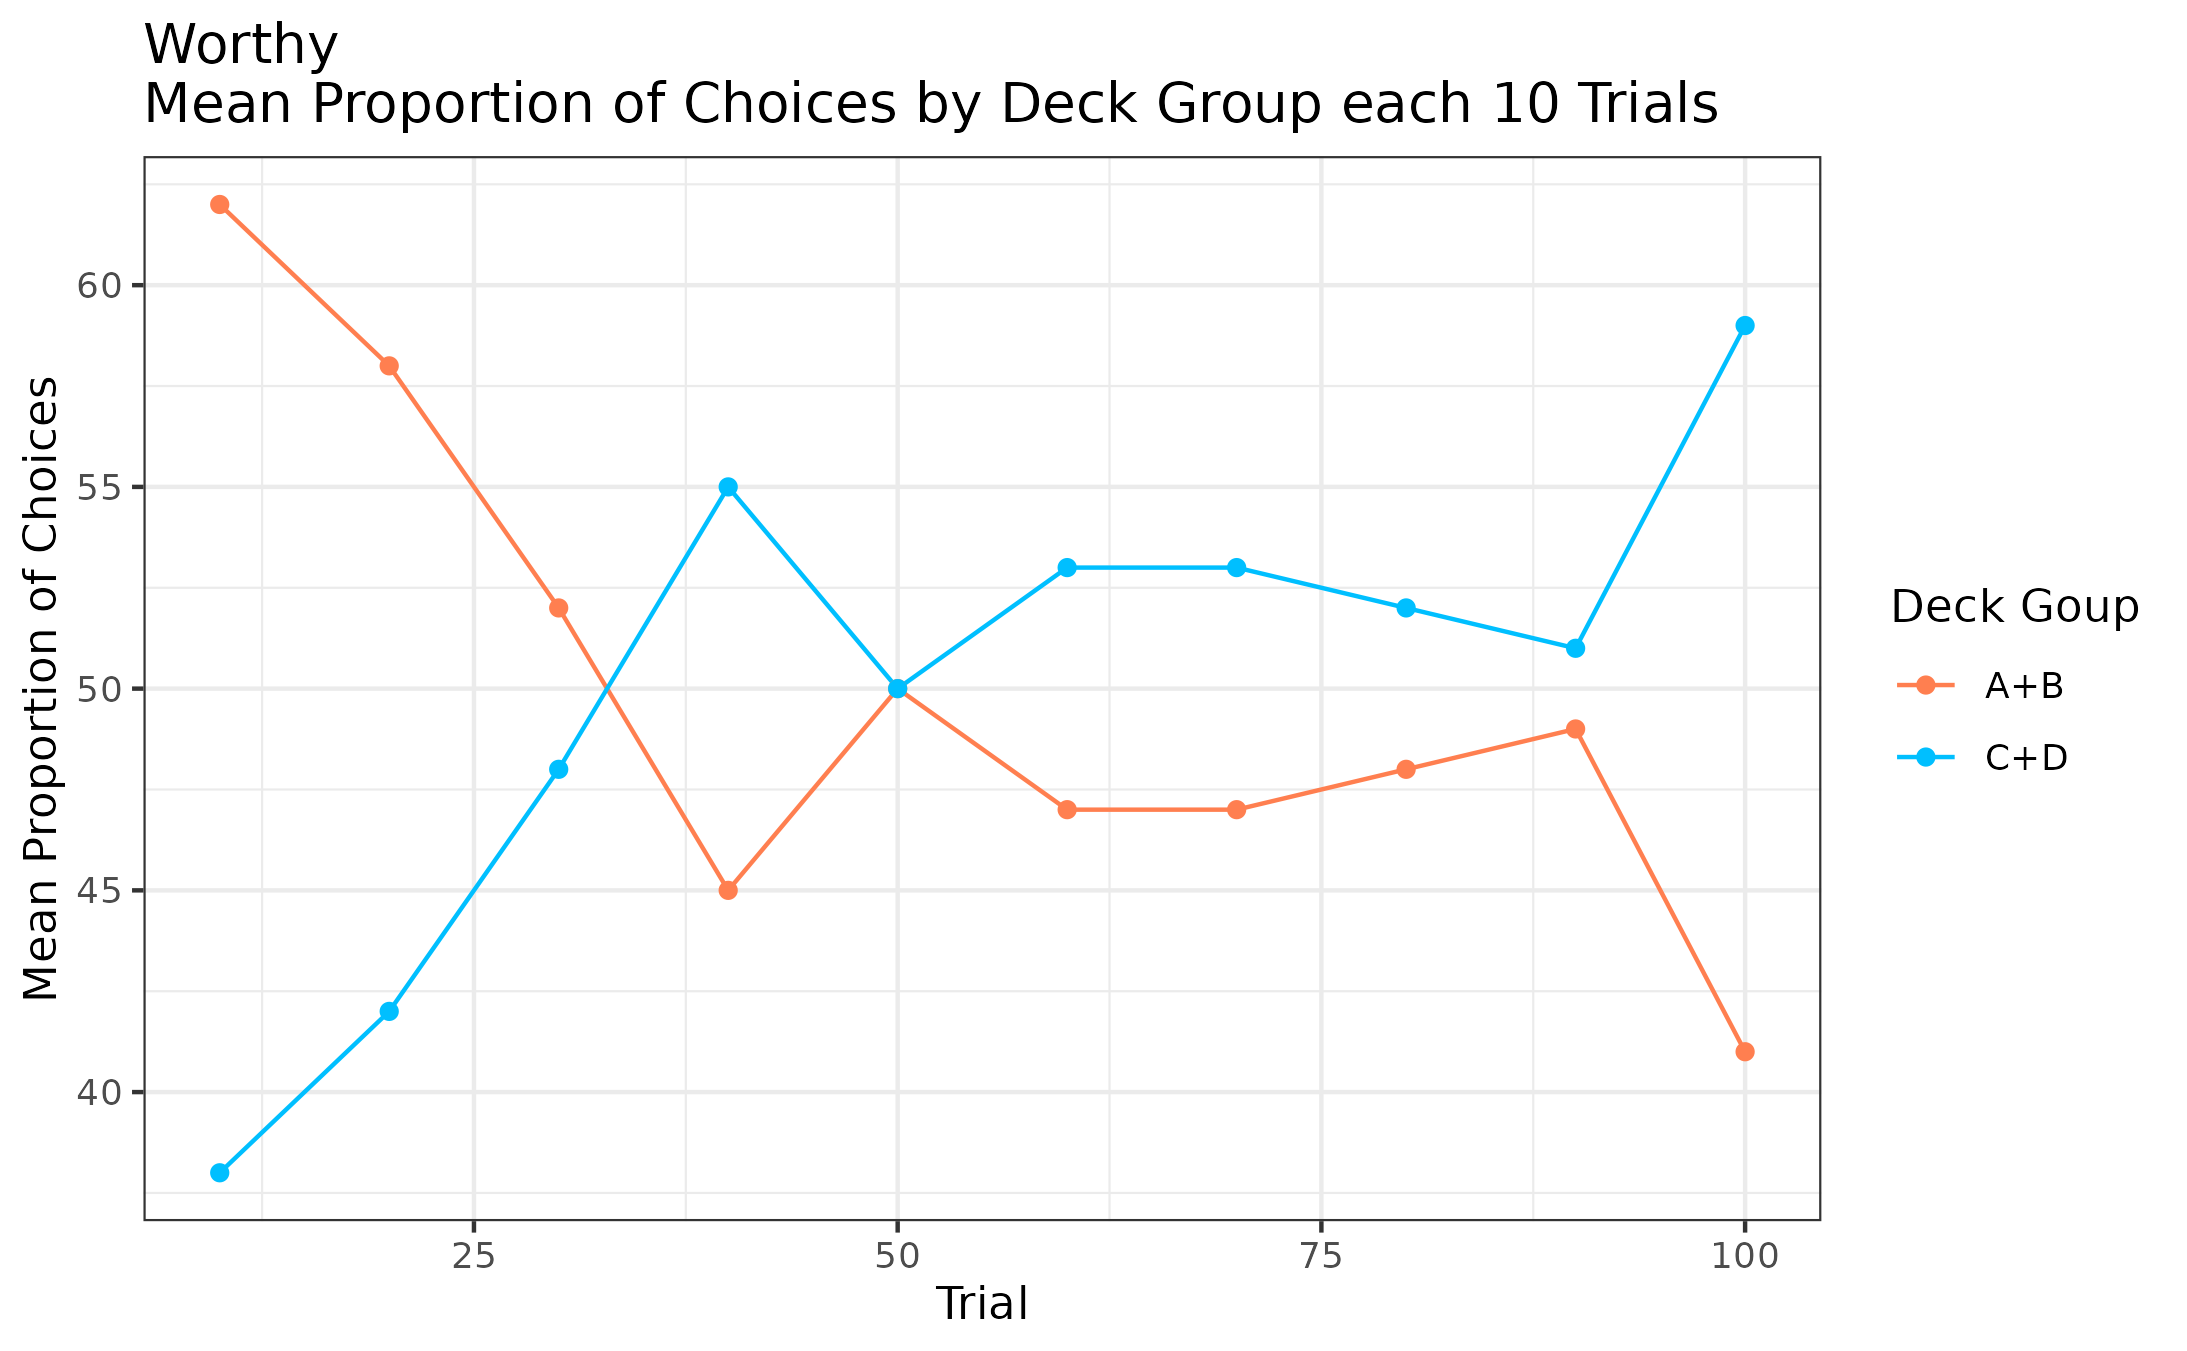 Worthy
Mean Proportion of Choices by Deck Group each 10 Trials
Mean Proportion of Choices
60
55
50
45
40
25
50
75
100
Trial
Deck Goup
A+B
C+D